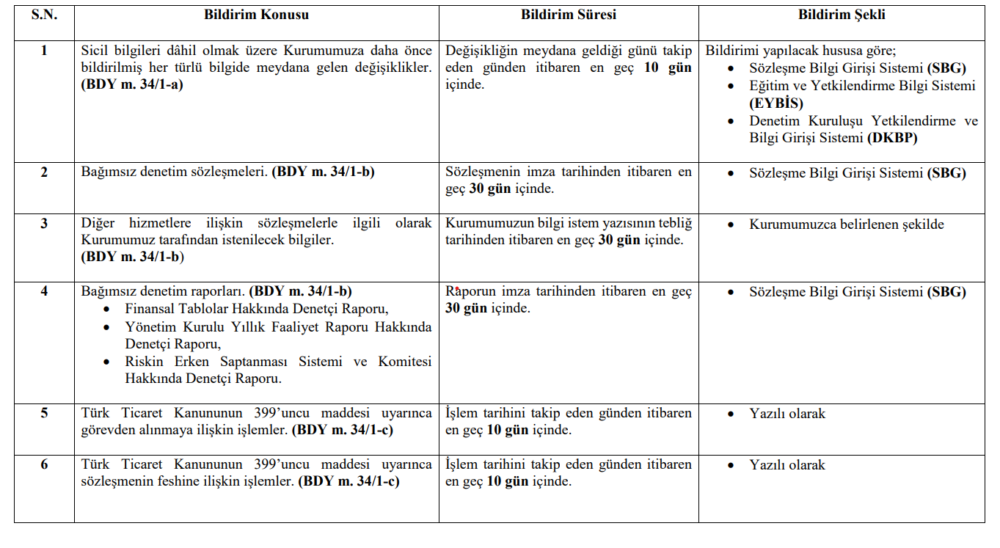 S.N.
Bildirim Konusu
Bildirim Süresi
Bildirim Şekli
1
Sicil bilgileri dâhil olmak üzere Kurumumuza daha önce
bildirilmiş her türlü bilgide meydana gelen değişiklikler.
(BDY m. 34/1-a)
Değişikliğin meydana geldiği günü takip
eden günden itibaren en geç 10 gün
içinde.
Bildirimi yapılacak hususa göre;
• Sözleşme Bilgi Girişi Sistemi (SBG)
• Eğitim ve Yetkilendirme Bilgi Sistemi
(EYBİS)
• Denetim Kuruluşu Yetkilendirme ve
Bilgi Girişi Sistemi (DKBP)
2
Bağımsız denetim sözleşmeleri. (BDY m. 34/1-b)
Sözleşmenin imza tarihinden itibaren en
geç 30 gün içinde.
• Sözleşme Bilgi Girişi Sistemi (SBG)
3
Diğer hizmetlere ilişkin sözleşmelerle ilgili olarak
Kurumumuz tarafından istenilecek bilgiler.
(BDY m. 34/1-b)
Kurumumuzun bilgi istem yazısının tebliğ
tarihinden itibaren en geç 30 gün içinde.
• Kurumumuzca belirlenen şekilde
4
Bağımsız denetim raporları. (BDY m. 34/1-b)
• Finansal Tablolar Hakkında Denetçi Raporu,
• Yönetim Kurulu Yıllık Faaliyet Raporu Hakkında
Denetçi Raporu,
• Riskin Erken Saptanması Sistemi ve Komitesi
Hakkında Denetçi Raporu.
Raporun imza tarihinden itibaren en geç
30 gün içinde.
• Sözleşme Bilgi Girişi Sistemi (SBG)
5
Türk Ticaret Kanununun 399’uncu maddesi uyarınca
görevden alınmaya ilişkin işlemler. (BDY m. 34/1-c)
İşlem tarihini takip eden günden itibaren
en geç 10 gün içinde.
• Yazılı olarak
6
Türk Ticaret Kanununun 399’uncu maddesi uyarınca
sözleşmenin feshine ilişkin işlemler. (BDY m. 34/1-c)
İşlem tarihini takip eden günden itibaren
en geç 10 gün içinde.
• Yazılı olarak